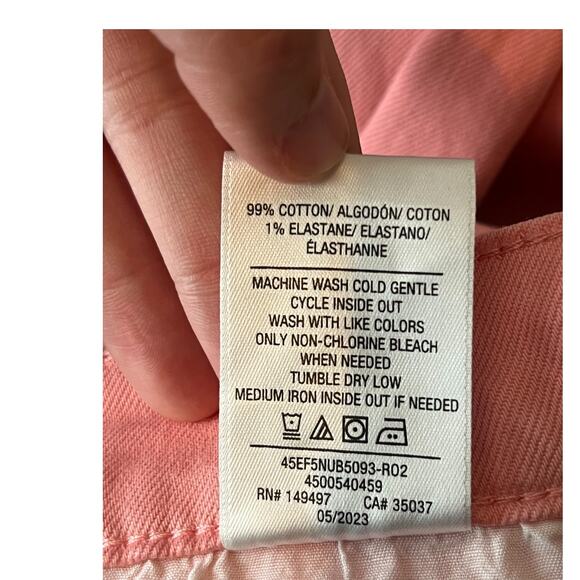 99% COTTON/ ALGODÓN/ COTON
1% ELASTANE/ ELASTANO/
ÉLASTHANNE
MACHINE WASH COLD GENTLE
CYCLE INSIDE OUT
WASH WITH LIKE COLORS
ONLY NON-CHLORINE BLEACH
WHEN NEEDED
TUMBLE DRY LOW
MEDIUM IRON INSIDE OUT IF NEEDED
45EF5NUB5093-R02
4500540459
RN# 149497 CA# 35037
05/2023